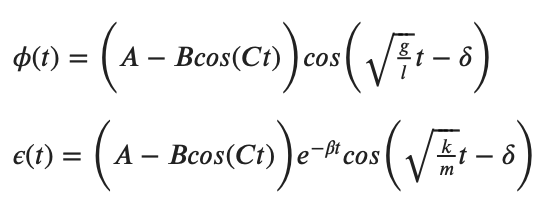 ϕ(t) = (A − Bcos(Ct))cos(√(g/l)t − δ)
ϵ(t) = (A − Bcos(Ct))e^(−βt)cos(√(k/m)t − δ)